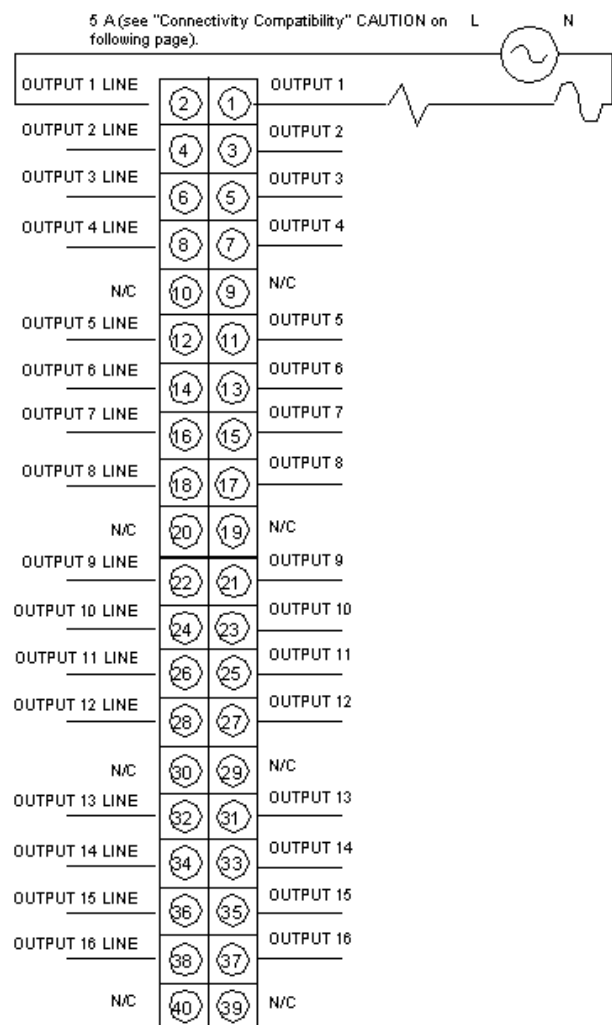 5 A (see "Connectivity Compatibility" CAUTION on L N
following page).
OUTPUT 1 LINE 2 1 OUTPUT 1
OUTPUT 2 LINE 4 3 OUTPUT 2
OUTPUT 3 LINE 6 5 OUTPUT 3
OUTPUT 4 LINE 8 7 OUTPUT 4
N/C 10 9 N/C
OUTPUT 5 LINE 12 11 OUTPUT 5
OUTPUT 6 LINE 14 13 OUTPUT 6
OUTPUT 7 LINE 16 15 OUTPUT 7
OUTPUT 8 LINE 18 17 OUTPUT 8
N/C 20 19 N/C
OUTPUT 9 LINE 22 21 OUTPUT 9
OUTPUT 10 LINE 24 23 OUTPUT 10
OUTPUT 11 LINE 26 25 OUTPUT 11
OUTPUT 12 LINE 28 27 OUTPUT 12
N/C 30 29 N/C
OUTPUT 13 LINE 32 31 OUTPUT 13
OUTPUT 14 LINE 34 33 OUTPUT 14
OUTPUT 15 LINE 36 35 OUTPUT 15
OUTPUT 16 LINE 38 37 OUTPUT 16
N/C 40 39 N/C